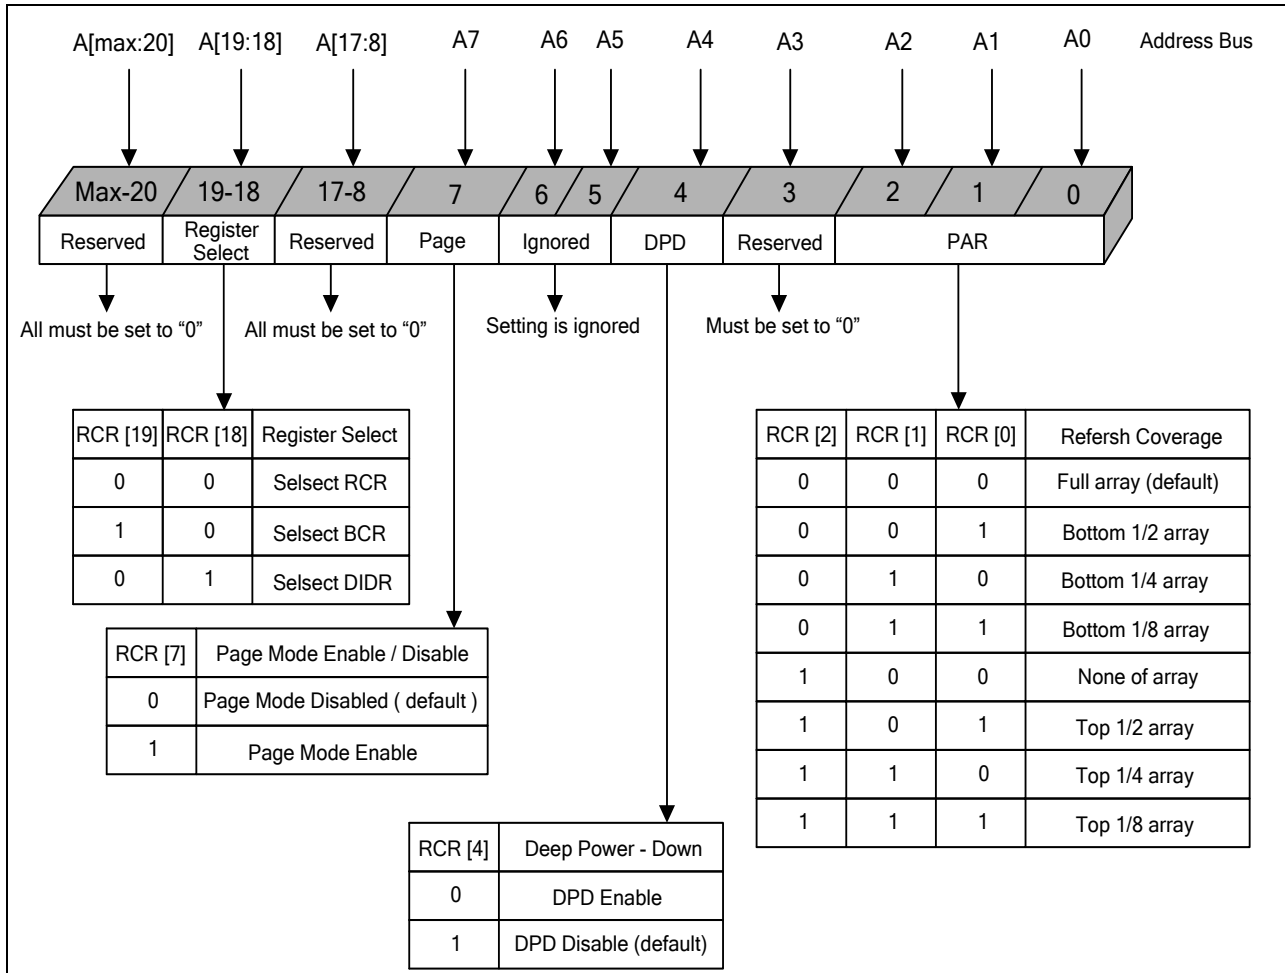 A[max:20] A[19:18] A[17:8] A7 A6 A5 A4 A3 A2 A1 A0 Address Bus
Max-20 19-18 17-8 7 6 5 4 3 2 1 0
Reserved Register Select Reserved Page Ignored DPD Reserved PAR
All must be set to “0” All must be set to “0” Setting is ignored Must be set to “0”
RCR [19] RCR [18] Register Select
0 0 Selsect RCR
1 0 Selsect BCR
0 1 Selsect DIDR
RCR [7] Page Mode Enable / Disable
0 Page Mode Disabled ( default )
1 Page Mode Enable
RCR [4] Deep Power - Down
0 DPD Enable
1 DPD Disable (default)
RCR [2] RCR [1] RCR [0] Refersh Coverage
0 0 0 Full array (default)
0 0 1 Bottom 1/2 array
0 1 0 Bottom 1/4 array
0 1 1 Bottom 1/8 array
1 0 0 None of array
1 0 1 Top 1/2 array
1 1 0 Top 1/4 array
1 1 1 Top 1/8 array